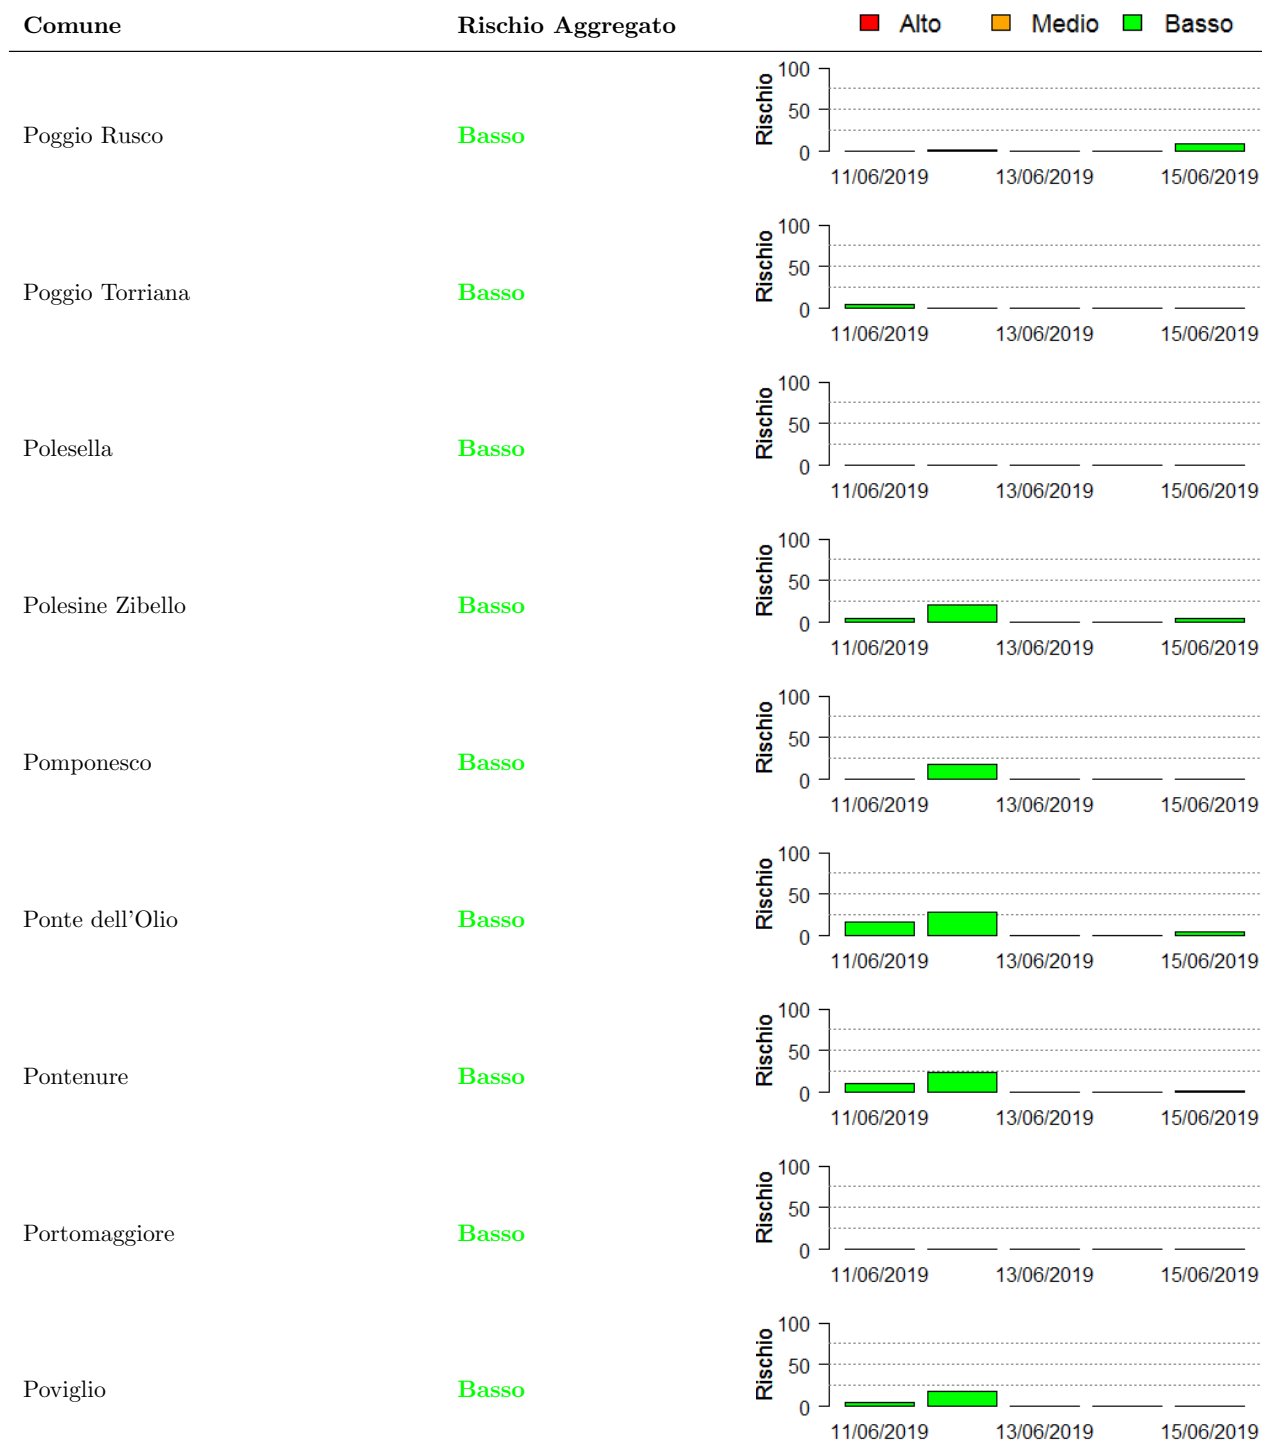 Comune Rischio Aggregato Alto Medio Basso
Poggio Rusco Basso Rischio 100 50 0
11/06/2019 13/06/2019 15/06/2019
Poggio Torriana Basso Rischio 100 50 0
11/06/2019 13/06/2019 15/06/2019
Polesella Basso Rischio 100 50 0
11/06/2019 13/06/2019 15/06/2019
Polesine Zibello Basso Rischio 100 50 0
11/06/2019 13/06/2019 15/06/2019
Pomponesco Basso Rischio 100 50 0
11/06/2019 13/06/2019 15/06/2019
Ponte dell'Olio Basso Rischio 100 50 0
11/06/2019 13/06/2019 15/06/2019
Pontenure Basso Rischio 100 50 0
11/06/2019 13/06/2019 15/06/2019
Portomaggiore Basso Rischio 100 50 0
11/06/2019 13/06/2019 15/06/2019
Poviglio Basso Rischio 100 50 0
11/06/2019 13/06/2019 15/06/2019